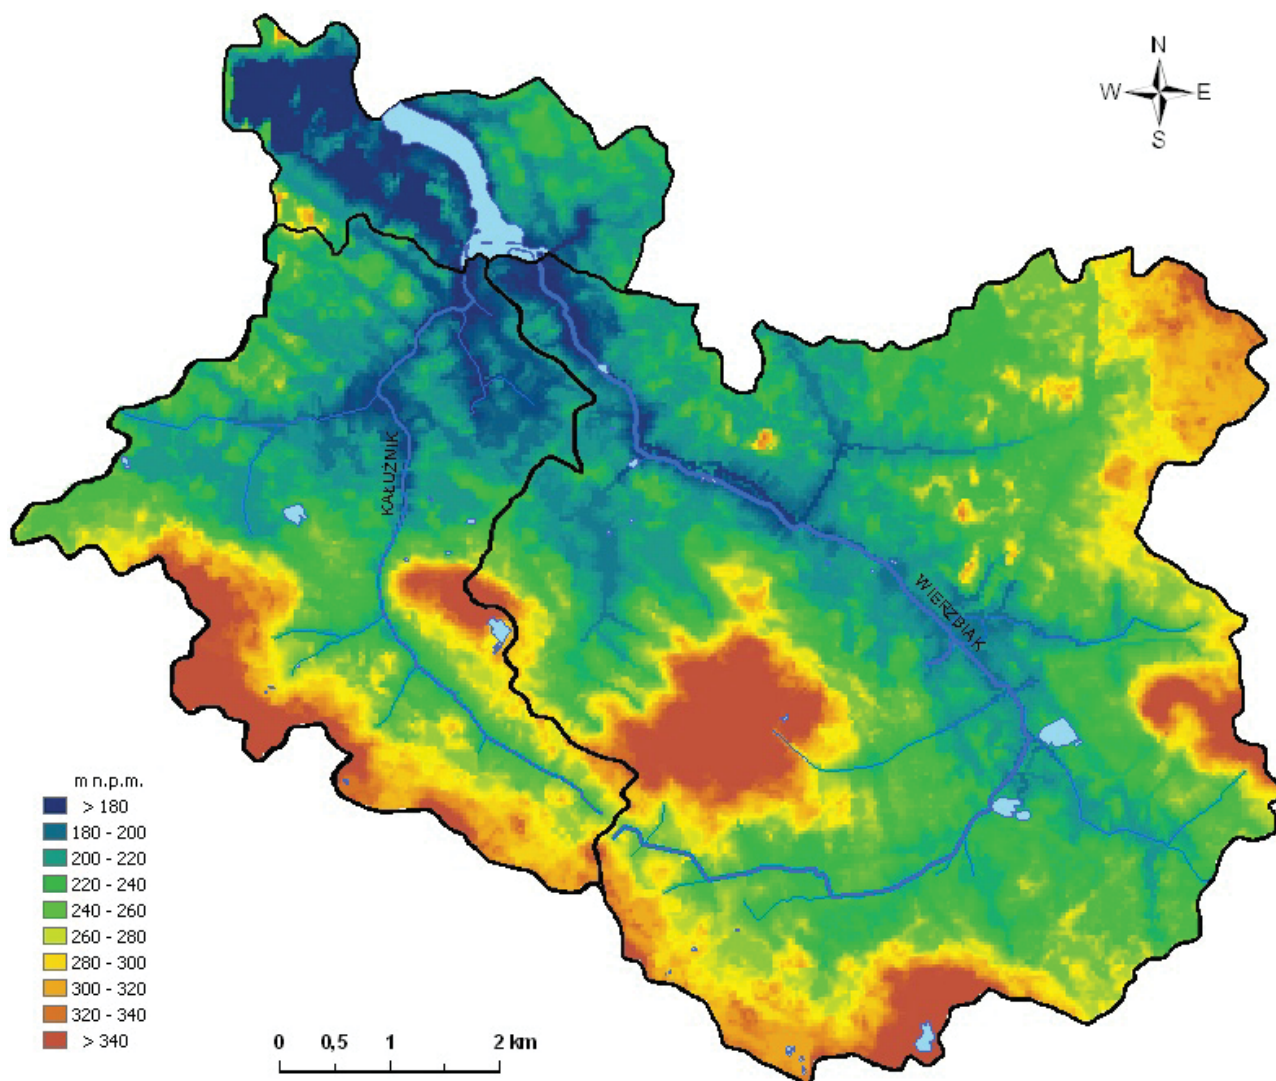 N
W E
S
KAŁUŻNIK
WIERZBIAK
m n.p.m.
> 180
180 - 200
200 - 220
220 - 240
240 - 260
260 - 280
280 - 300
300 - 320
320 - 340
> 340
0 0,5 1 2 km